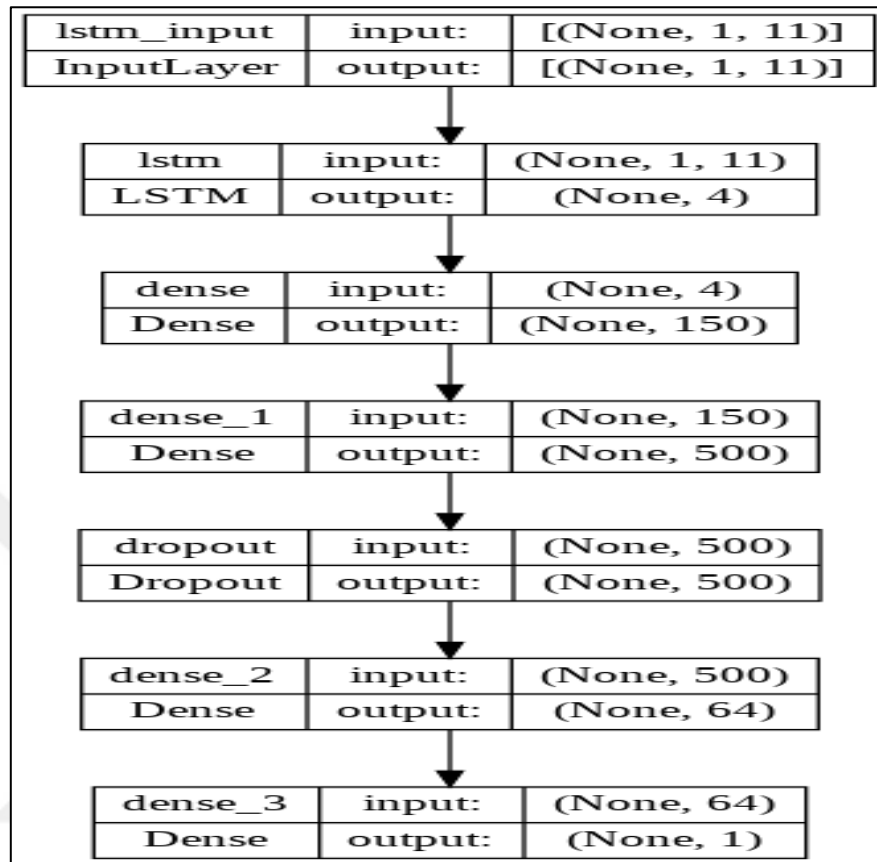 lstm_input input: [(None, 1, 11)]
InputLayer output: [(None, 1, 11)]
lstm input: (None, 1, 11)
LSTM output: (None, 4)
dense input: (None, 4)
Dense output: (None, 150)
dense_1 input: (None, 150)
Dense output: (None, 500)
dropout input: (None, 500)
Dropout output: (None, 500)
dense_2 input: (None, 500)
Dense output: (None, 64)
dense_3 input: (None, 64)
Dense output: (None, 1)